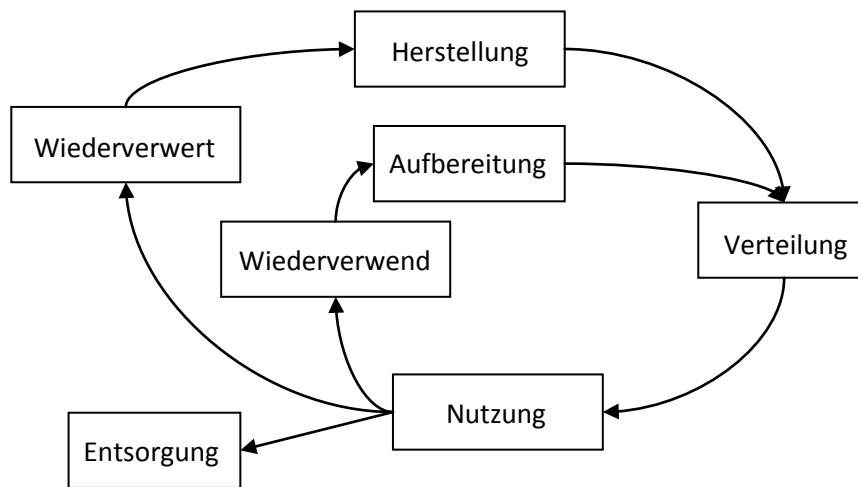 Herstellung
Wiederverwert
Aufbereitung
Verteilung
Wiederverwend
Nutzung
Entsorgung